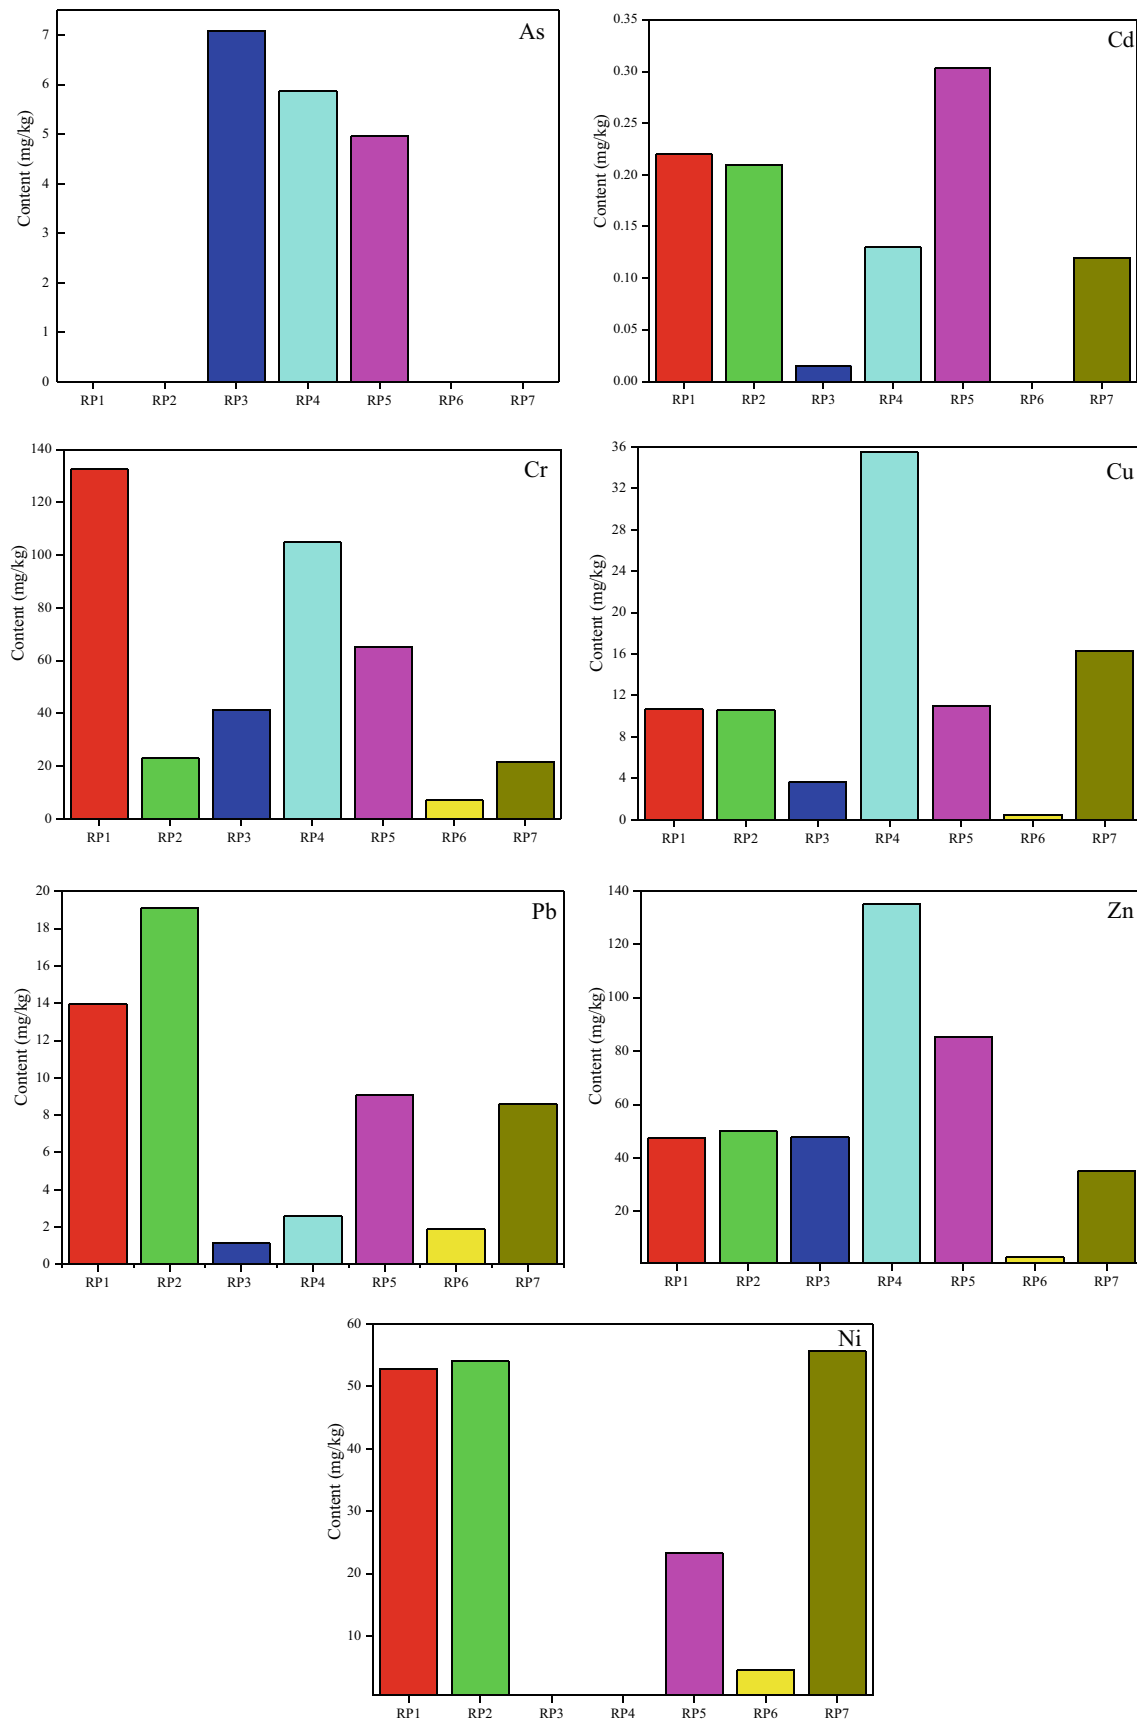 As
Content (mg/kg)
7
6
5
4
3
2
1
0
RP1 RP2 RP3 RP4 RP5 RP6 RP7
Cd
Content (mg/kg)
0.35
0.30
0.25
0.20
0.15
0.10
0.05
0.00
RP1 RP2 RP3 RP4 RP5 RP6 RP7
Cr
Content (mg/kg)
140
120
100
80
60
40
20
0
RP1 RP2 RP3 RP4 RP5 RP6 RP7
Cu
Content (mg/kg)
36
32
28
24
20
16
12
8
4
0
RP1 RP2 RP3 RP4 RP5 RP6 RP7
Pb
Content (mg/kg)
20
18
16
14
12
10
8
6
4
2
0
RP1 RP2 RP3 RP4 RP5 RP6 RP7
Zn
Content (mg/kg)
140
120
100
80
60
40
20
RP1 RP2 RP3 RP4 RP5 RP6 RP7
Ni
Content (mg/kg)
60
50
40
30
20
10
RP1 RP2 RP3 RP4 RP5 RP6 RP7